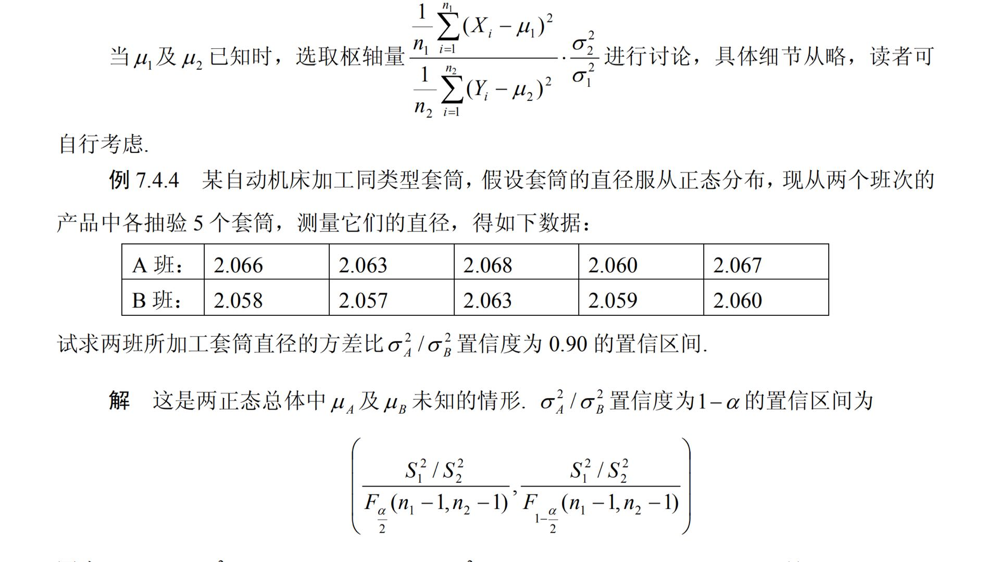 当 μ₁ 及 μ₂ 已知时，选取枢轴量 \frac{\frac{1}{n_1}\sum_{i=1}^{n_1}(X_i-\mu_1)^2}{\frac{1}{n_2}\sum_{i=1}^{n_2}(Y_i-\mu_2)^2}\cdot\frac{\sigma_2^2}{\sigma_1^2} 进行讨论，具体细节从略，读者可
自行考虑.
例 7.4.4 某自动机床加工同类型套筒，假设套筒的直径服从正态分布，现从两个班次的
产品中各抽验 5 个套筒，测量它们的直径，得如下数据：
A 班： 2.066 2.063 2.068 2.060 2.067
B 班： 2.058 2.057 2.063 2.059 2.060
试求两班所加工套筒直径的方差比 \sigma_A^2/\sigma_B^2 置信度为 0.90 的置信区间.
解 这是两正态总体中 \mu_A 及 \mu_B 未知的情形. \sigma_A^2/\sigma_B^2 置信度为 1-\alpha 的置信区间为
\left(\frac{S_1^2/S_2^2}{F_{\frac{\alpha}{2}}(n_1-1,n_2-1)},\frac{S_1^2/S_2^2}{F_{1-\frac{\alpha}{2}}(n_1-1,n_2-1)}\right)